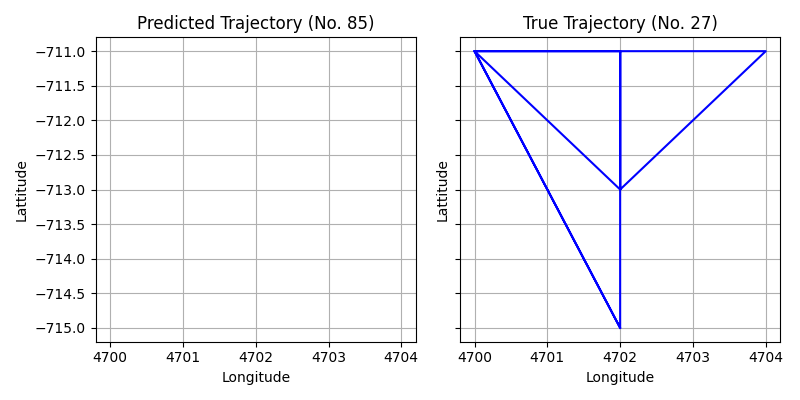 Predicted Trajectory (No. 85)
True Trajectory (No. 27)
−711.0
−711.5
−712.0
−712.5
−713.0
−713.5
−714.0
−714.5
−715.0
Lattitude
Lattitude
4700 4701 4702 4703 4704
4700 4701 4702 4703 4704
Longitude
Longitude